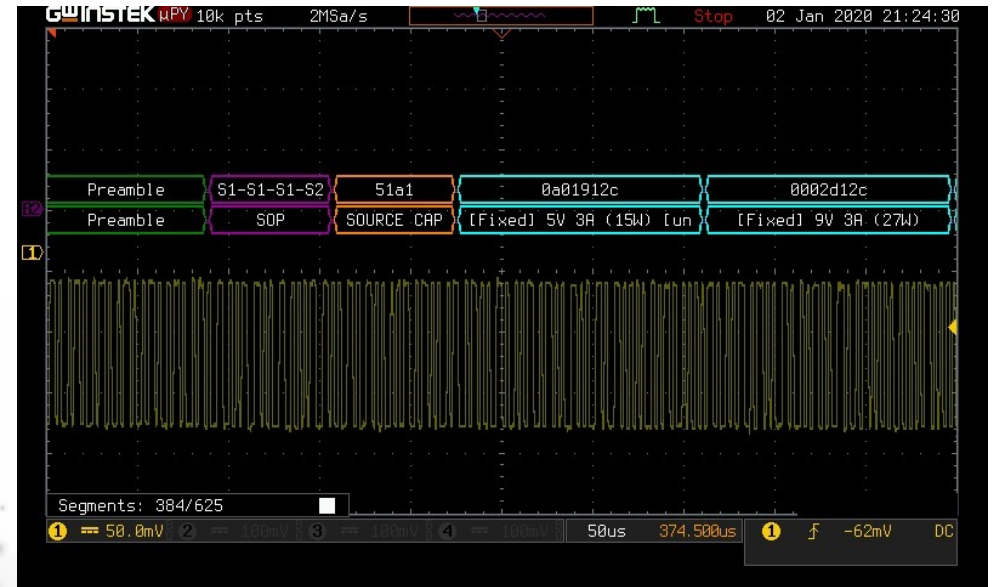 GWINSTEK µPY 10k pts 2MSa/s Stop 02 Jan 2020 21:24:30
Preamble S1-S1-S1-S2 51a1 0a01912c 0002d12c
B2
Preamble SOP SOURCE CAP [Fixed] 5V 3A (15W) [un [Fixed] 9V 3A (27W)
1
Segments: 384/625
1 50.0mV 2 100mV 3 100mV 4 100mV 50us 374.500us 1 -62mV DC